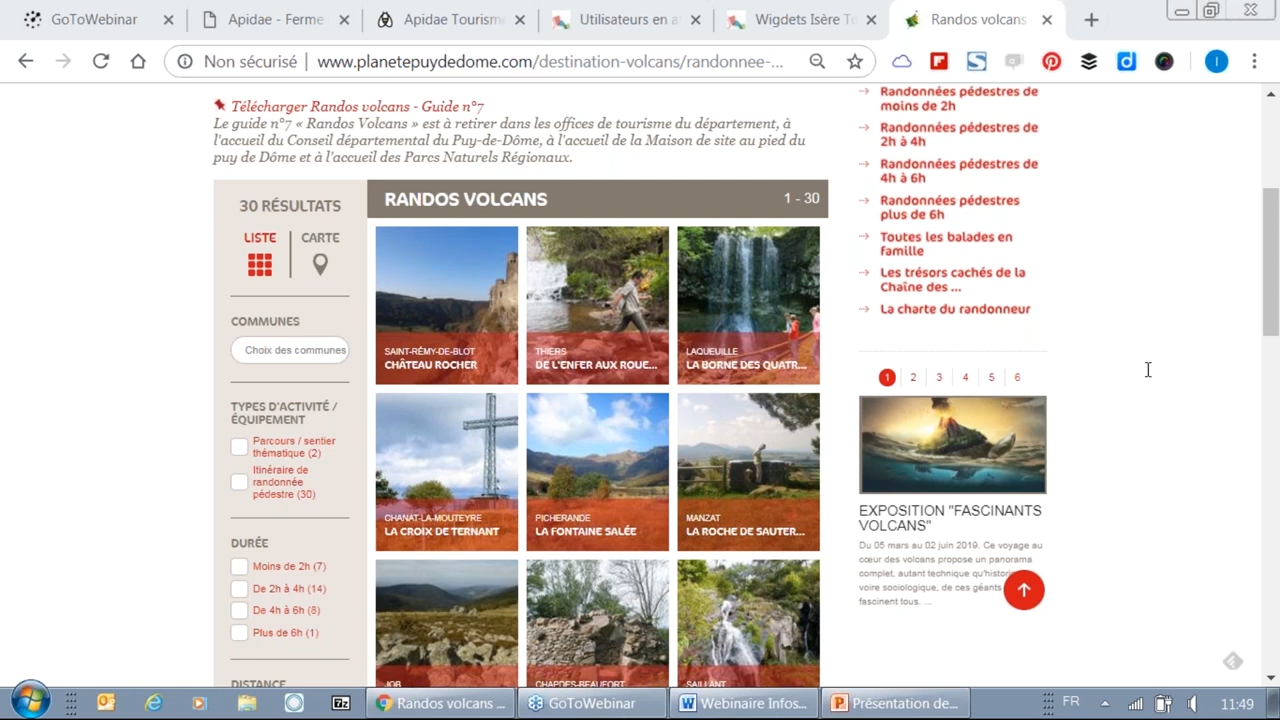 GoToWebinar
Apidae - Ferme
Apidae Tourisme
Utilisateurs en a
Wigdets Isère To
Randos volcans
Non sécurisé
www.planetepuydedome.com/destination-volcans/randonnee-...
Télécharger Randos volcans - Guide n°7
Le guide n°7 « Randos Volcans » est à retirer dans les offices de tourisme du département, à
l'accueil du Conseil départemental du Puy-de-Dôme, à l'accueil de la Maison de site au pied du
puy de Dôme et à l'accueil des Parcs Naturels Régionaux.
30 RÉSULTATS
LISTE
CARTE
COMMUNES
Choix des communes
TYPES D'ACTIVITÉ /
ÉQUIPEMENT
Parcours / sentier
thématique (2)
Itinéraire de
randonnée
pédestre (30)
DURÉE
(7)
(14)
De 4h à 6h (8)
Plus de 6h (1)
DISTANCE
RANDOS VOLCANS
1 - 30
SAINT-RÉMY-DE-BLOT
CHÂTEAU ROCHER
THIERS
DE L'ENFER AUX ROUE...
LAQUEUILLE
LA BORNE DES QUATR...
CHANAT-LA-MOUTEYRE
LA CROIX DE TERNANT
PICHERANDE
LA FONTAINE SALÉE
MANZAT
LA ROCHE DE SAUTER...
JOB
CHAPDES-BEAUFORT
SAILLANT
Randonnées pédestres de
moins de 2h
Randonnées pédestres de
2h à 4h
Randonnées pédestres de
4h à 6h
Randonnées pédestres
plus de 6h
Toutes les balades en
famille
Les trésors cachés de la
Chaîne des ...
La charte du randonneur
1 2 3 4 5 6
EXPOSITION "FASCINANTS
VOLCANS"
Du 05 mars au 02 juin 2019. Ce voyage au
cœur des volcans propose un panorama
complet, autant technique qu'histori
voire sociologique, de ces géants
fascinent tous. ...
7z
Randos volcans ...
GoToWebinar
Webinaire Infos...
Présentation de...
FR
11:49